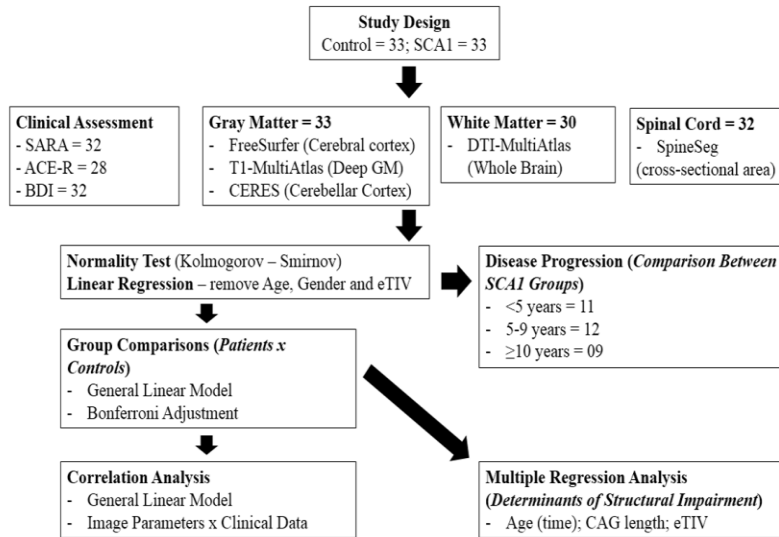 Study Design
Control = 33; SCA1 = 33
Clinical Assessment
- SARA = 32
- ACE-R = 28
- BDI = 32
Gray Matter = 33
- FreeSurfer (Cerebral cortex)
- T1-MultiAtlas (Deep GM)
- CERES (Cerebellar Cortex)
White Matter = 30
- DTI-MultiAtlas
(Whole Brain)
Spinal Cord = 32
- SpineSeg
(cross-sectional area)
Normality Test (Kolmogorov – Smirnov)
Linear Regression – remove Age, Gender and eTIV
Disease Progression (Comparison Between
SCA1 Groups)
- <5 years = 11
- 5-9 years = 12
- ≥10 years = 09
Group Comparisons (Patients x
Controls)
- General Linear Model
- Bonferroni Adjustment
Correlation Analysis
- General Linear Model
- Image Parameters x Clinical Data
Multiple Regression Analysis
(Determinants of Structural Impairment)
- Age (time); CAG length; eTIV